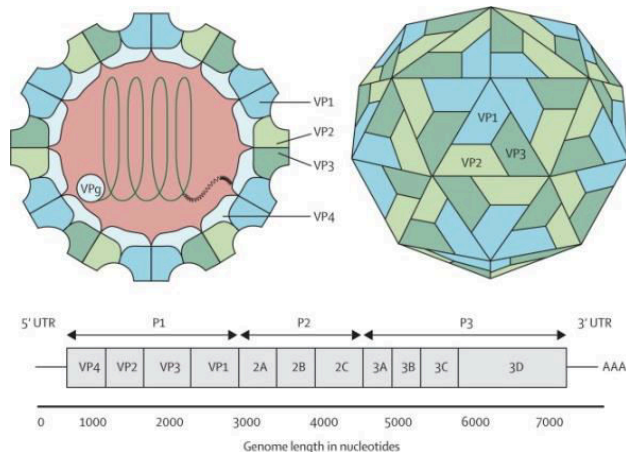 VP1
VP2
VP3
VPg
VP4
VP1
VP2
VP3
5' UTR
P1
P2
P3
3' UTR
VP4 VP2 VP3 VP1 2A 2B 2C 3A 3B 3C 3D AAA
0 1000 2000 3000 4000 5000 6000 7000
Genome length in nucleotides